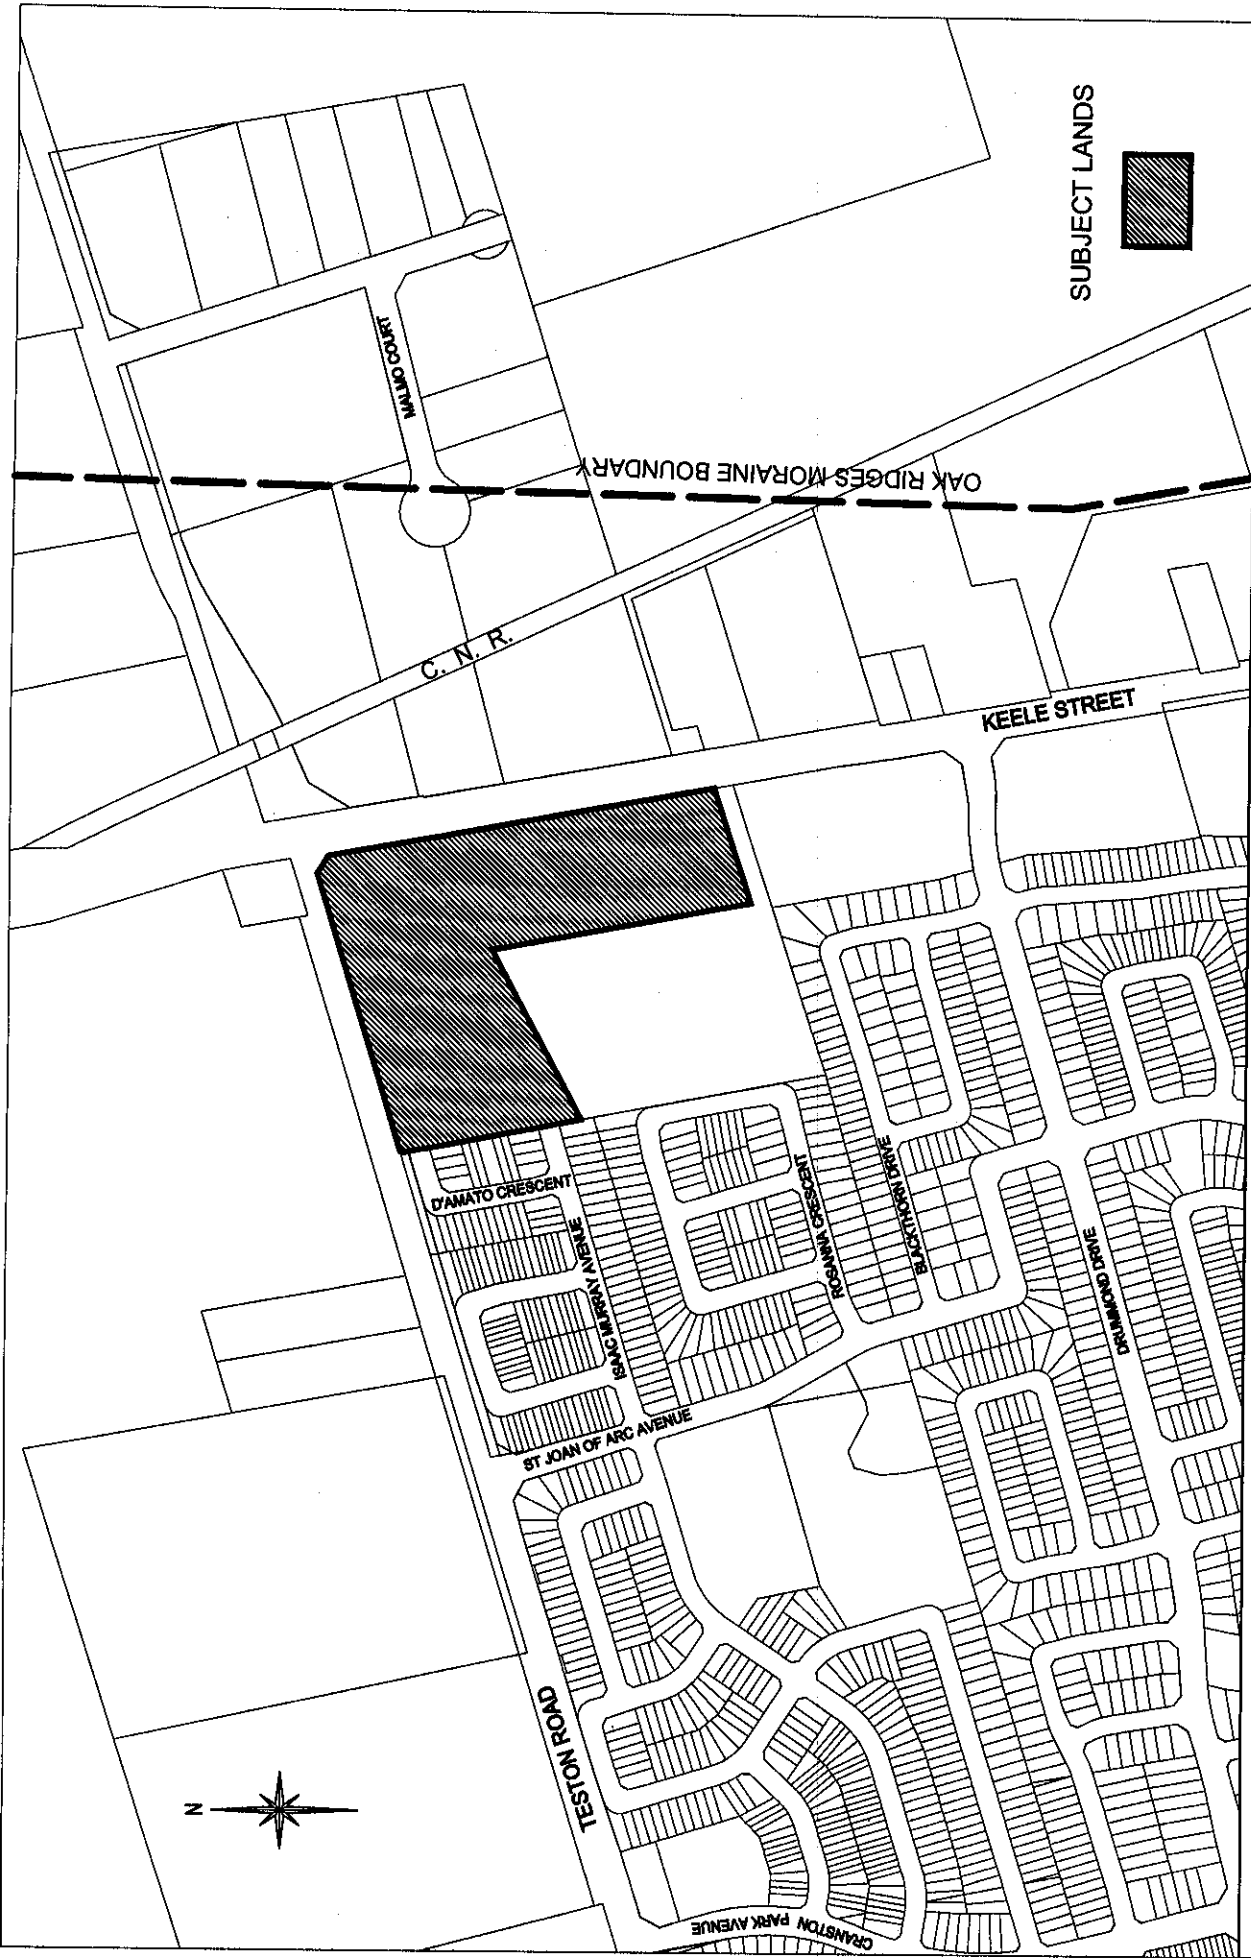 MALMO COURT
SUBJECT LANDS
OAK RIDGES MORAINE BOUNDARY
C. N. R.
KEELE STREET
D'AMATO CRESCENT
ISAAC MURRAY AVENUE
ROSANNA CRESCENT
BLACKTHORN DRIVE
DRUMMOND DRIVE
ST JOAN OF ARC AVENUE
TESTON ROAD
N
CRANSTON PARK AVENUE